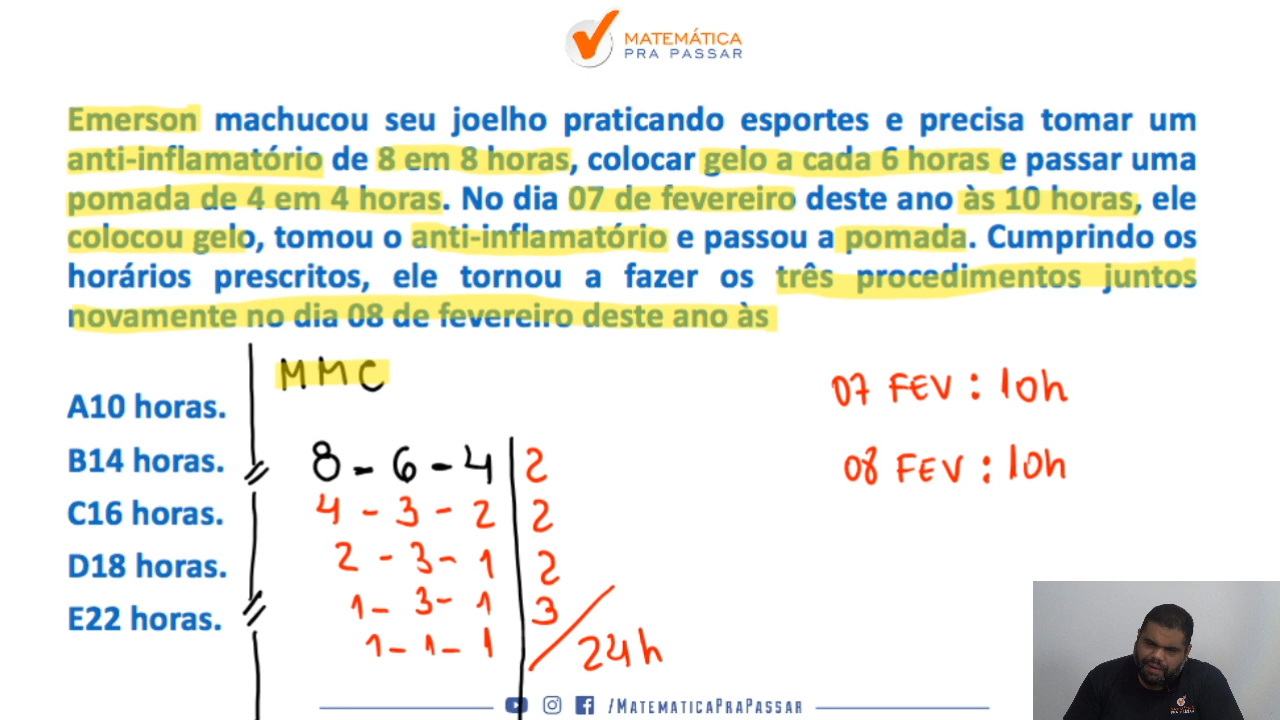 MATEMÁTICA
PRA PASSAR
Emerson machucou seu joelho praticando esportes e precisa tomar um
anti-inflamatório de 8 em 8 horas, colocar gelo a cada 6 horas e passar uma
pomada de 4 em 4 horas. No dia 07 de fevereiro deste ano às 10 horas, ele
colocou gelo, tomou o anti-inflamatório e passou a pomada. Cumprindo os
horários prescritos, ele tornou a fazer os três procedimentos juntos
novamente no dia 08 de fevereiro deste ano às
MMC
07 FEV : 10h
A10 horas.
B14 horas.
8 - 6 - 4 | 2
08 FEV : 10h
C16 horas.
4 - 3 - 2 | 2
D18 horas.
2 - 3 - 1 | 2
E22 horas.
1 - 3 - 1 | 3
1 - 1 - 1 / 24h
/MATEMATICAPRAPASSAR
MATEMÁTICA
PRA PASSAR